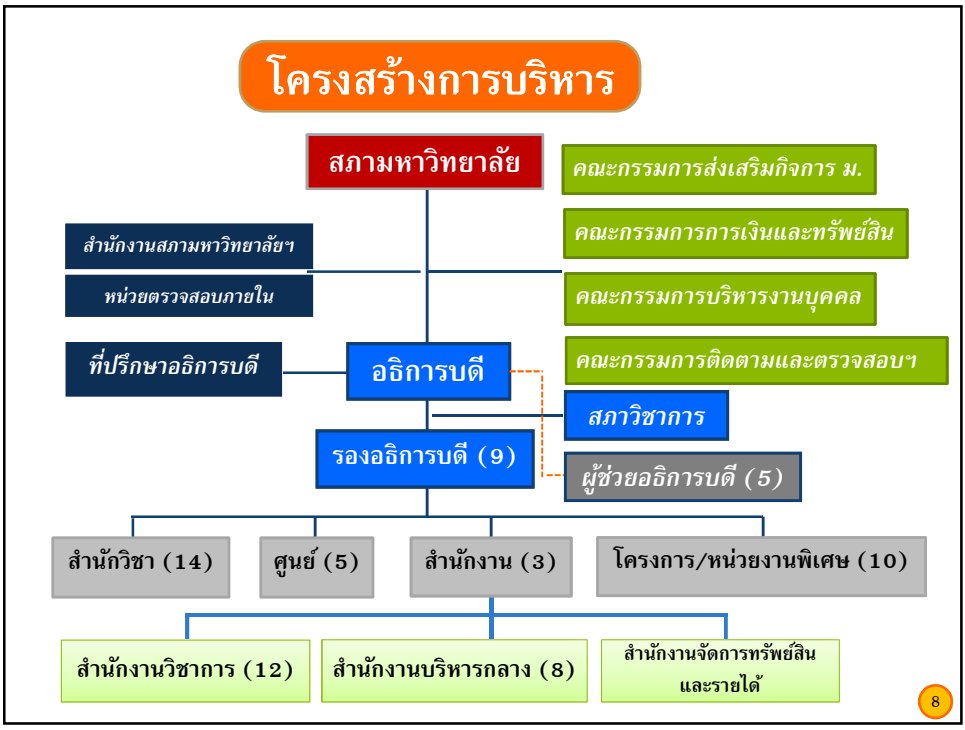 โครงสร้างการบริหาร
สภามหาวิทยาลัย
คณะกรรมการส่งเสริมกิจการ ม.
สำนักงานสภามหาวิทยาลัยฯ
คณะกรรมการการเงินและทรัพย์สิน
หน่วยตรวจสอบภายใน
คณะกรรมการบริหารงานบุคคล
ที่ปรึกษาอธิการบดี
อธิการบดี
คณะกรรมการติดตามและตรวจสอบฯ
สภาวิชาการ
รองอธิการบดี (9)
ผู้ช่วยอธิการบดี (5)
สำนักวิชา (14)
ศูนย์ (5)
สำนักงาน (3)
โครงการ/หน่วยงานพิเศษ (10)
สำนักงานวิชาการ (12)
สำนักงานบริหารกลาง (8)
สำนักงานจัดการทรัพย์สิน
และรายได้
8